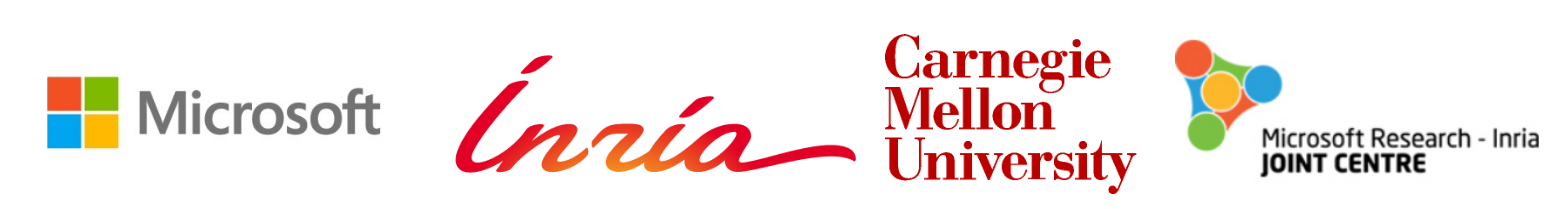 Microsoft
Inria
Carnegie
Mellon
University
Microsoft Research - Inria
JOINT CENTRE